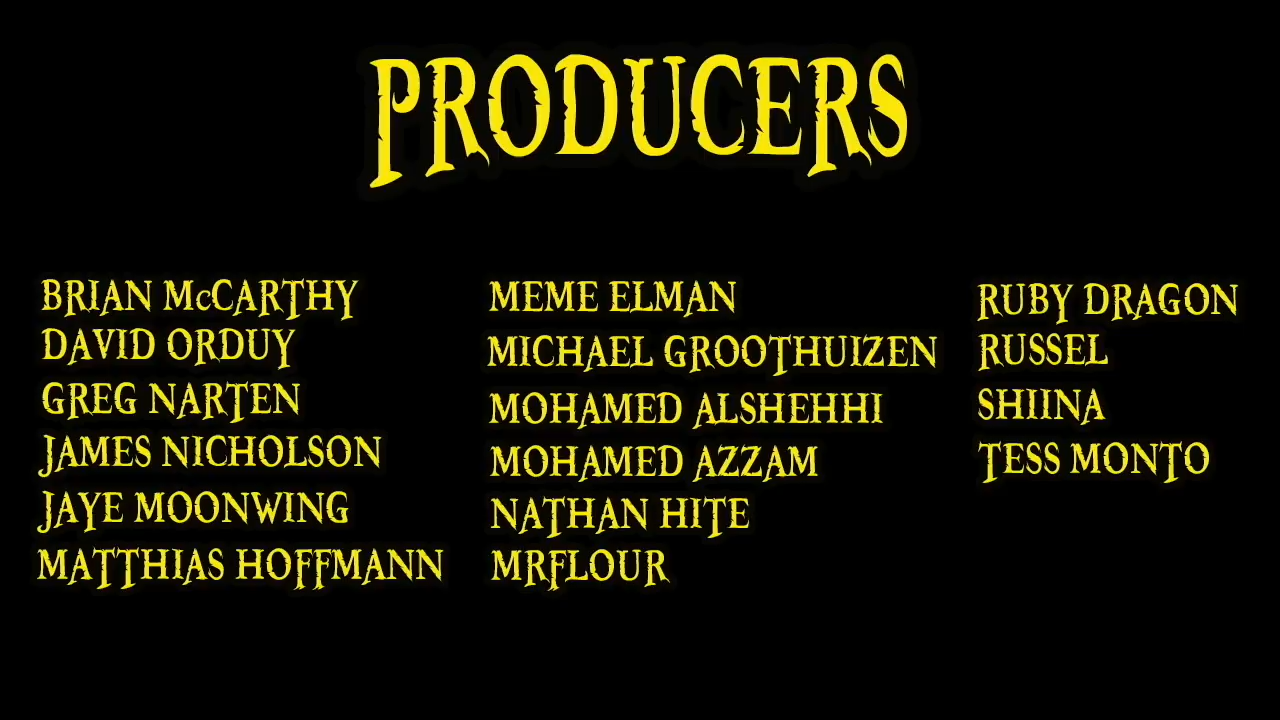 PRODUCERS
BRIAN McCARTHY
DAVID ORDUY
GREG NARTEN
JAMES NICHOLSON
JAYE MOONWING
MATTHIAS HOFFMANN
MEME ELMAN
MICHAEL GROOTHUIZEN
MOHAMED ALSHEHHI
MOHAMED AZZAM
NATHAN HITE
MRFLOUR
RUBY DRAGON
RUSSEL
SHIINA
TESS MONTO